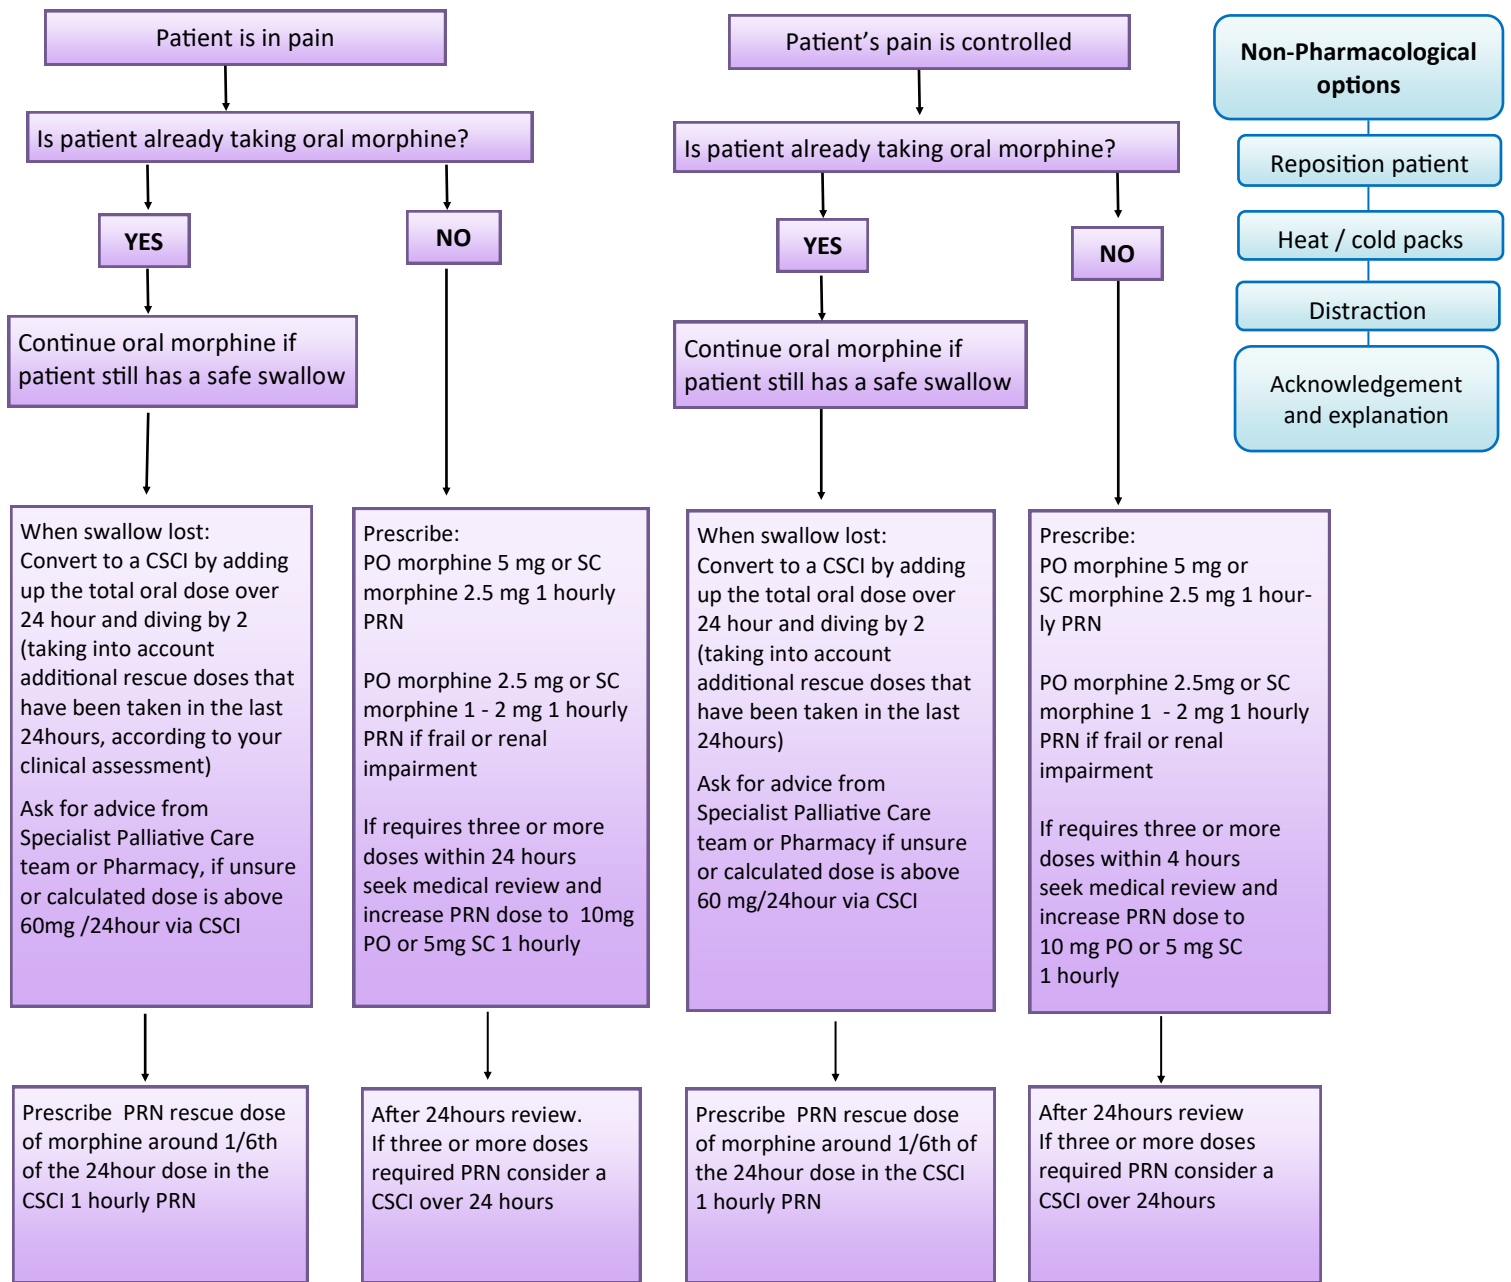 Patient is in pain
Is patient already taking oral morphine?
YES
NO
Continue oral morphine if
patient still has a safe swallow
When swallow lost:
Convert to a CSCI by adding
up the total oral dose over
24 hour and diving by 2
(taking into account
additional rescue doses that
have been taken in the last
24hours, according to your
clinical assessment)
Ask for advice from
Specialist Palliative Care
team or Pharmacy, if unsure
or calculated dose is above
60mg /24hour via CSCI
Prescribe:
PO morphine 5 mg or SC
morphine 2.5 mg 1 hourly
PRN
PO morphine 2.5 mg or SC
morphine 1 - 2 mg 1 hourly
PRN if frail or renal
impairment
If requires three or more
doses within 24 hours
seek medical review and
increase PRN dose to  10mg
PO or 5mg SC 1 hourly
Prescribe  PRN rescue dose
of morphine around 1/6th
of the 24hour dose in the
CSCI 1 hourly PRN
After 24hours review.
If three or more doses
required PRN consider a
CSCI over 24 hours
Patient's pain is controlled
Is patient already taking oral morphine?
YES
NO
Continue oral morphine if
patient still has a safe swallow
When swallow lost:
Convert to a CSCI by adding
up the total oral dose over
24 hour and diving by 2
(taking into account
additional rescue doses that
have been taken in the last
24hours)
Ask for advice from
Specialist Palliative Care
team or Pharmacy if unsure
or calculated dose is above
60 mg/24hour via CSCI
Prescribe:
PO morphine 5 mg or
SC morphine 2.5 mg 1 hour-
ly PRN
PO morphine 2.5mg or SC
morphine 1  - 2 mg 1 hourly
PRN if frail or renal
impairment
If requires three or more
doses within 4 hours
seek medical review and
increase PRN dose to
10 mg PO or 5 mg SC
1 hourly
Prescribe  PRN rescue dose
of morphine around 1/6th of
the 24hour dose in the CSCI
1 hourly PRN
After 24hours review
If three or more doses
required PRN consider a
CSCI over 24hours
Non-Pharmacological
options
Reposition patient
Heat / cold packs
Distraction
Acknowledgement
and explanation